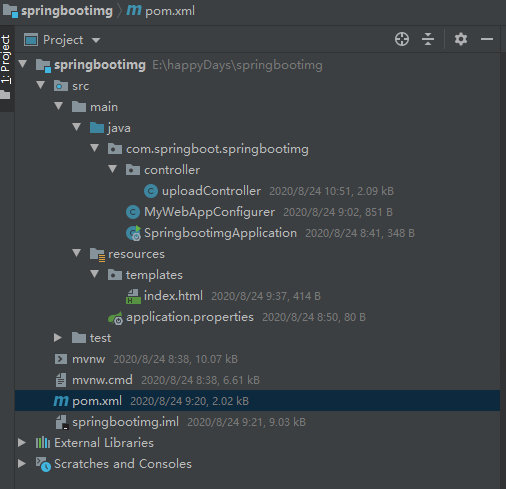 springbootimg pom.xml
1: Project
Project
springbootimg E:\happyDays\springbootimg
src
main
java
com.springboot.springbootimg
controller
uploadController 2020/8/24 10:51, 2.09 kB
MyWebAppConfigurer 2020/8/24 9:02, 851 B
SpringbootimgApplication 2020/8/24 8:41, 348 B
resources
templates
index.html 2020/8/24 9:37, 414 B
application.properties 2020/8/24 8:50, 80 B
test
mvnw 2020/8/24 8:38, 10.07 kB
mvnw.cmd 2020/8/24 8:38, 6.61 kB
pom.xml 2020/8/24 9:20, 2.02 kB
springbootimg.iml 2020/8/24 9:21, 9.03 kB
External Libraries
Scratches and Consoles